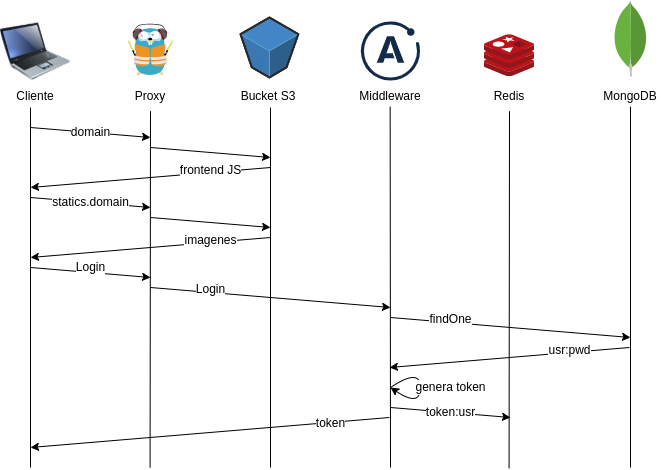 Cliente
Proxy
Bucket S3
Middleware
Redis
MongoDB
domain
frontend JS
statics.domain
imagenes
Login
Login
findOne
usr:pwd
genera token
token:usr
token